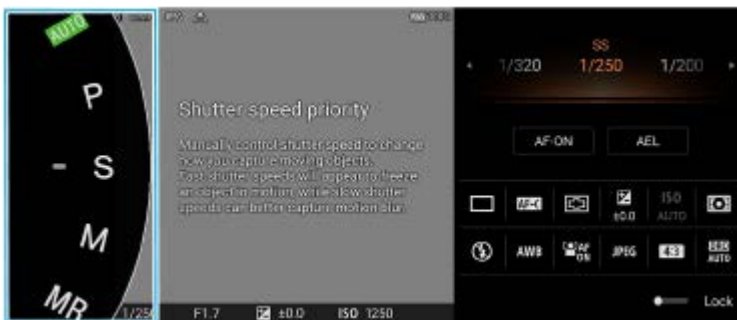 AUTO
P
- S
M
MR
1/250
Shutter speed priority
Manually control shutter speed to change
how you capture moving objects.
Fast shutter speeds will appear to freeze
an object in motion, while slow shutter
speeds can better capture motion blur.
F1.7 ±0.0 ISO 1250
SS
1/320 1/250 1/200
AF-ON AEL
AF-C ±0.0 ISO AUTO
AWB AF ON JPEG 4:3 AUTO
Lock